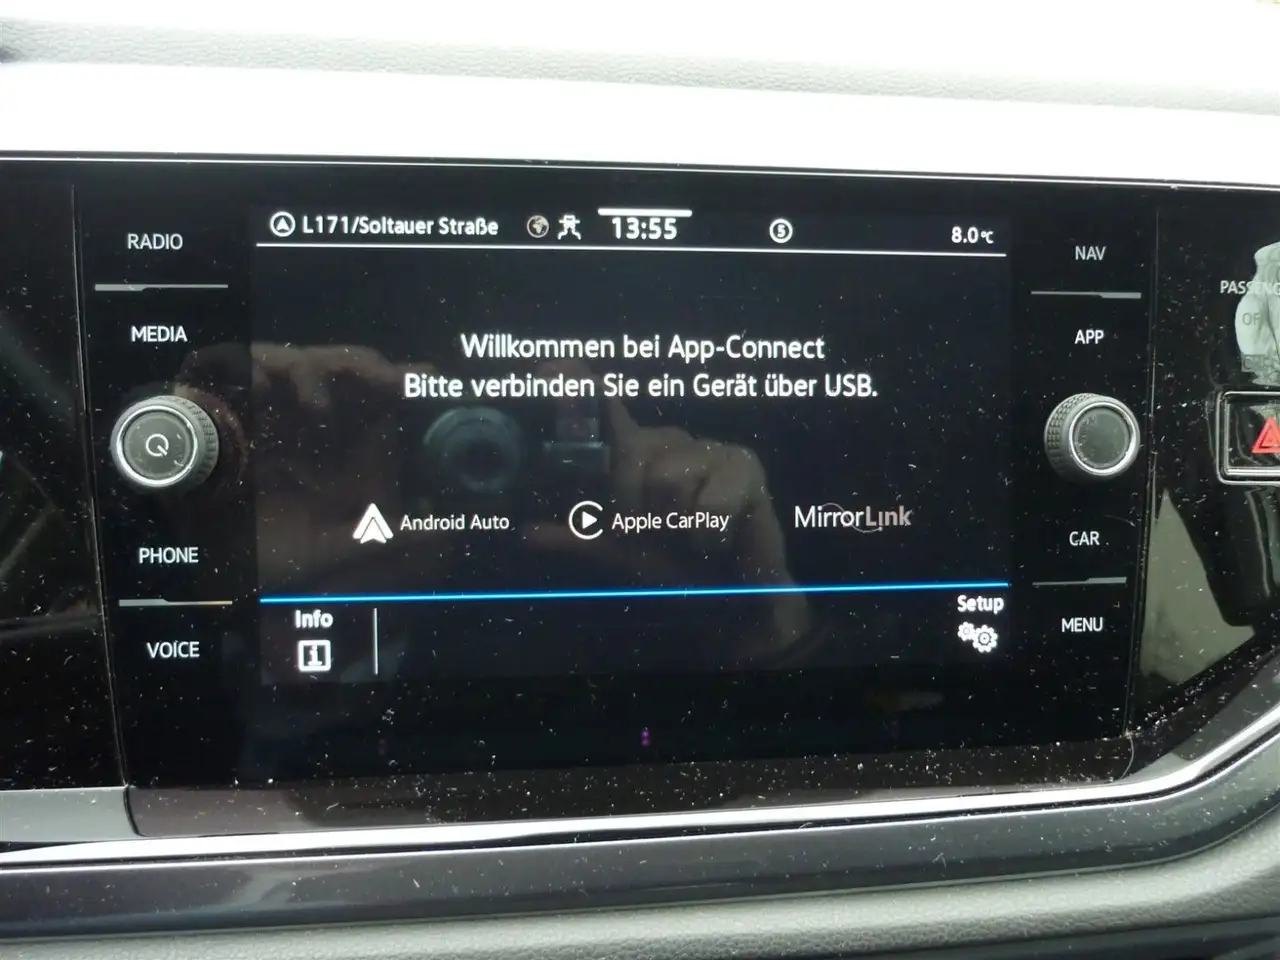 RADIO
MEDIA
PHONE
VOICE
L171/Soltauer Straße
13:55
5
8.0°C
Willkommen bei App-Connect
Bitte verbinden Sie ein Gerät über USB.
Android Auto
Apple CarPlay
MirrorLink
Info
Setup
NAV
APP
CAR
MENU